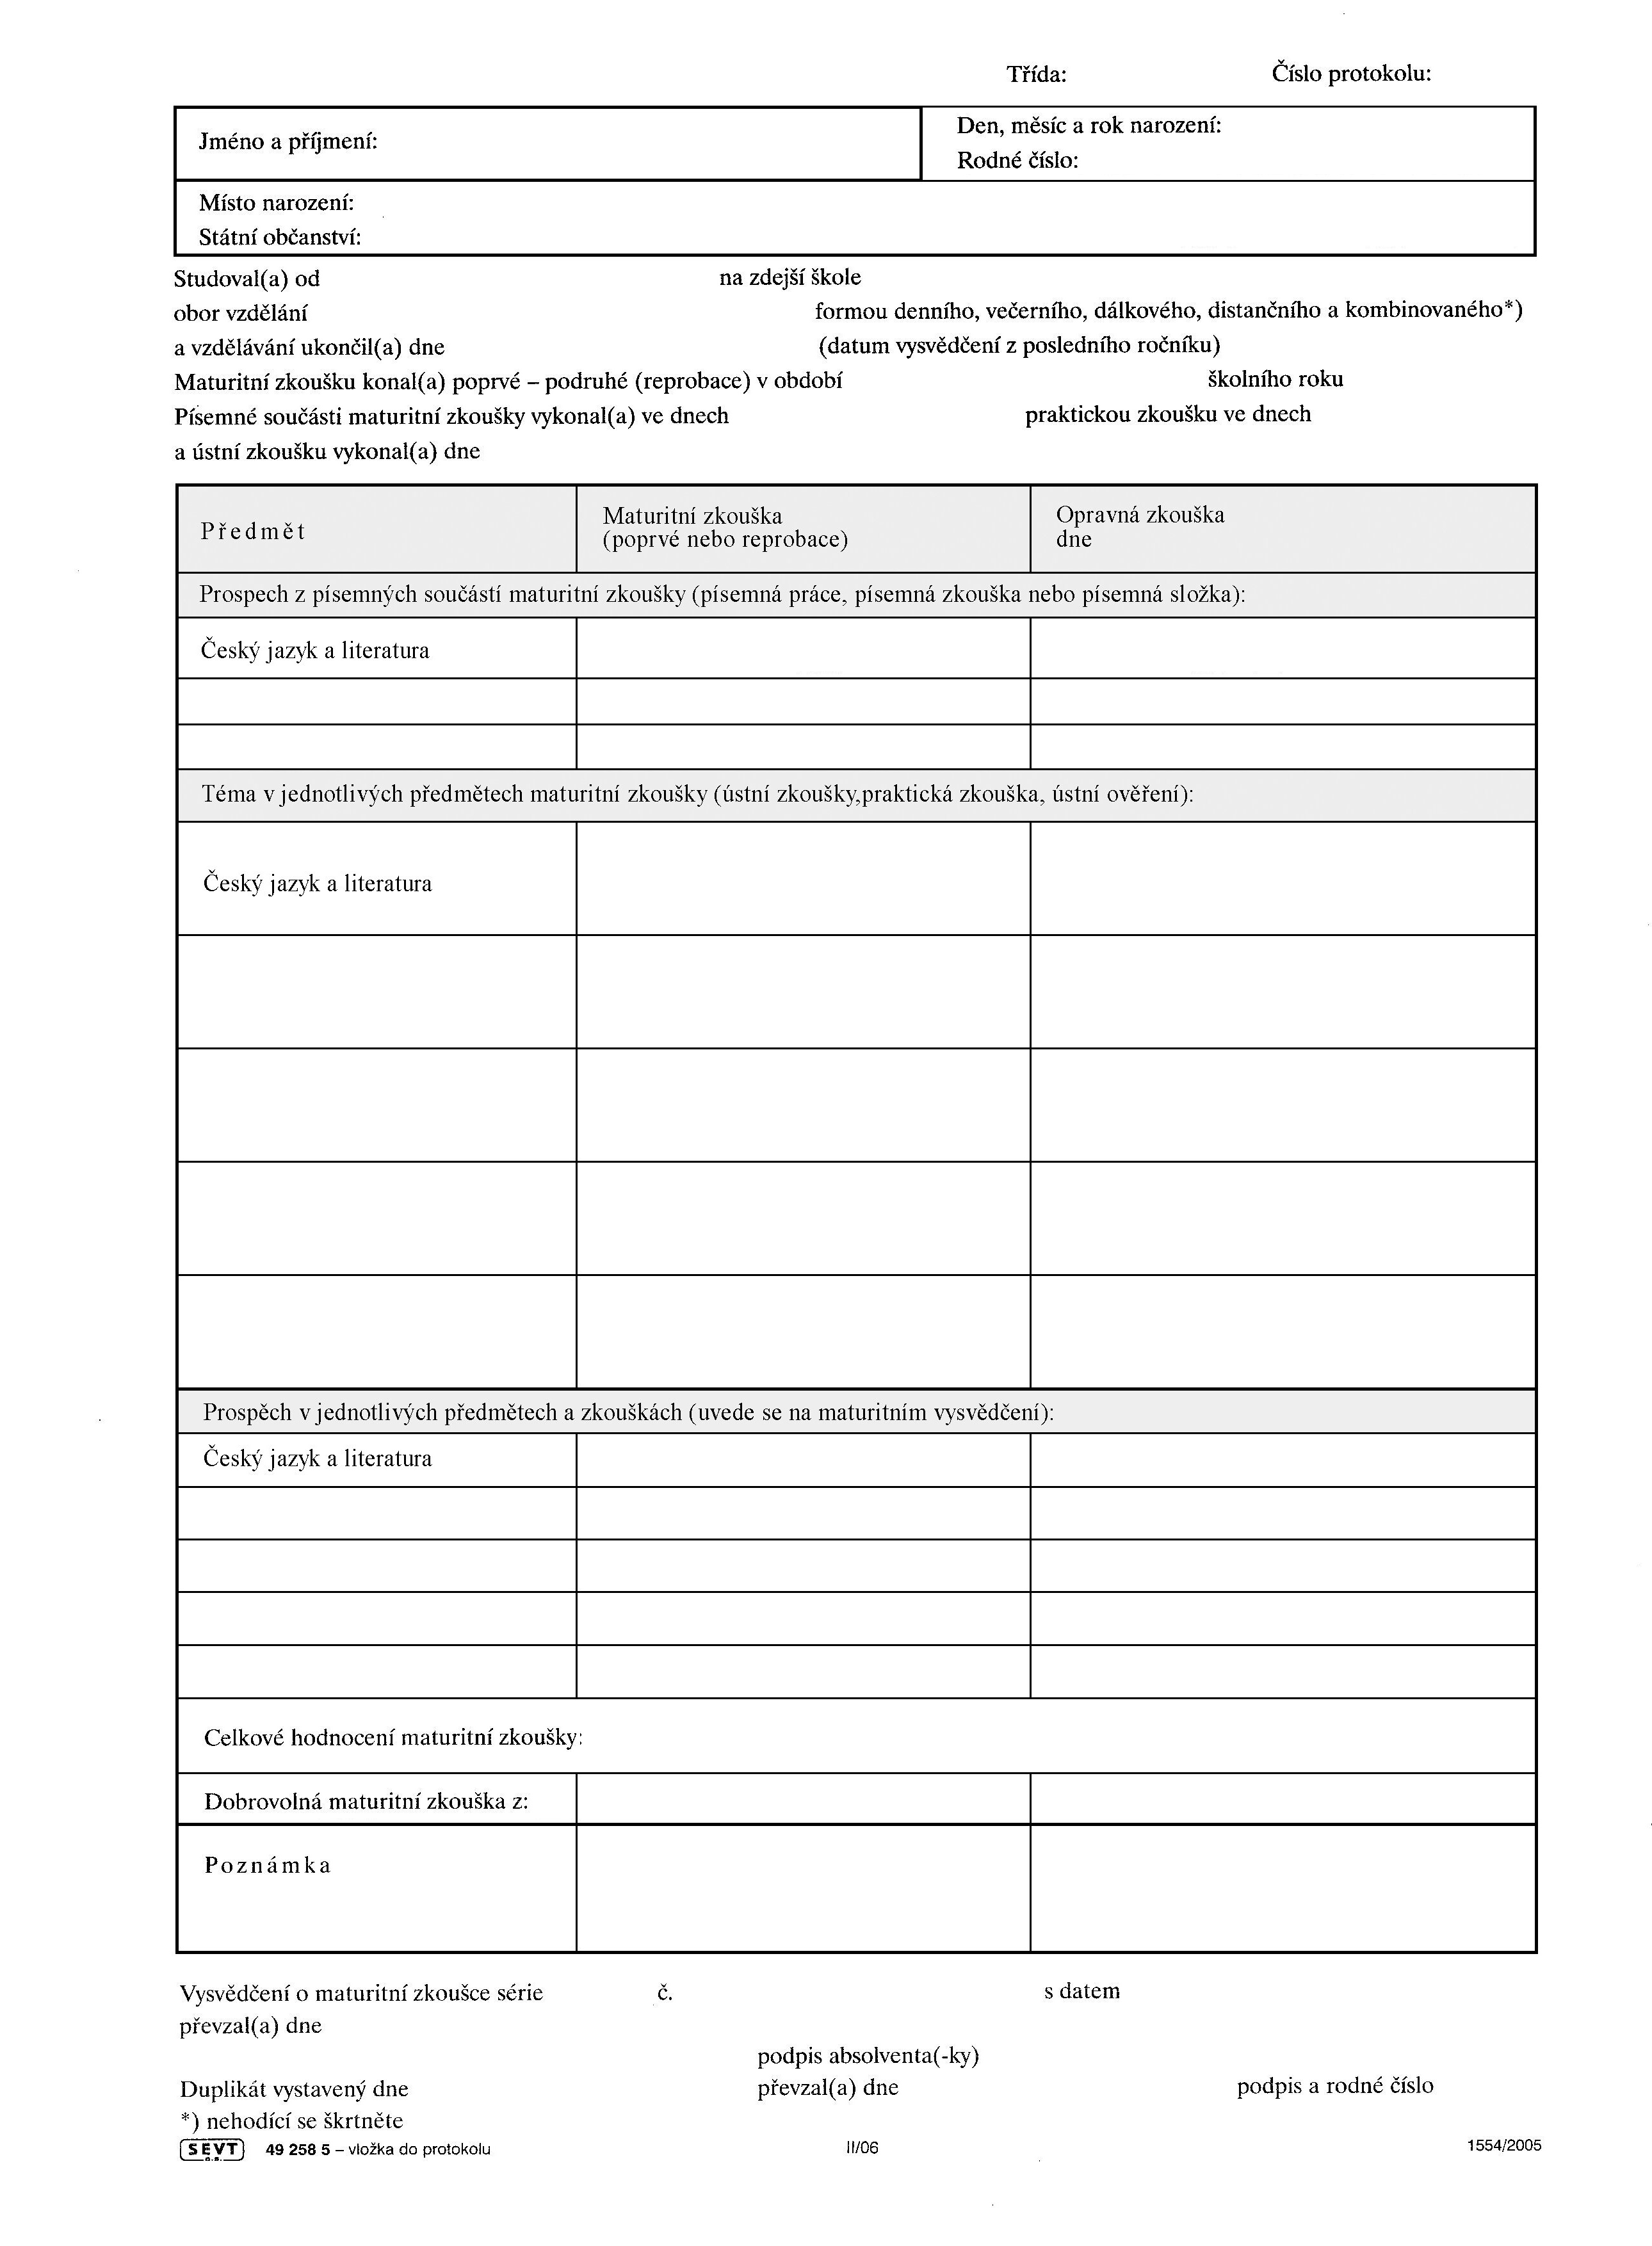 Třída: Číslo protokolu:
Jméno a příjmení:
Den, měsíc a rok narození:
Rodné číslo:
Místo narození:
Státní občanství:
Studoval(a) od na zdejší škole
obor vzdělání formou denního, večerního, dálkového, distančního a kombinovaného*)
a vzdělávání ukončil(a) dne (datum vysvědčení z posledního ročníku)
Maturitní zkoušku konal(a) poprvé – podruhé (reprobace) v období školního roku
Písemné součásti maturitní zkoušky vykonal(a) ve dnech praktickou zkoušku ve dnech
a ústní zkoušku vykonal(a) dne
Předmět
Maturitní zkouška
(poprvé nebo reprobace)
Opravná zkouška
dne
Prospech z písemných součástí maturitní zkoušky (písemná práce, písemná zkouška nebo písemná složka):
Český jazyk a literatura
Téma v jednotlivých předmětech maturitní zkoušky (ústní zkoušky,praktická zkouška, ústní ověření):
Český jazyk a literatura
Prospěch v jednotlivých předmětech a zkouškách (uvede se na maturitním vysvědčení):
Český jazyk a literatura
Celkové hodnocení maturitní zkoušky:
Dobrovolná maturitní zkouška z:
Poznámka
Vysvědčení o maturitní zkoušce série č. s datem
převzal(a) dne
podpis absolventa(-ky)
Duplikát vystavený dne převzal(a) dne podpis a rodné číslo
*) nehodící se škrtněte
SEVT a.s. 49 258 5 – vložka do protokolu II/06 1554/2005